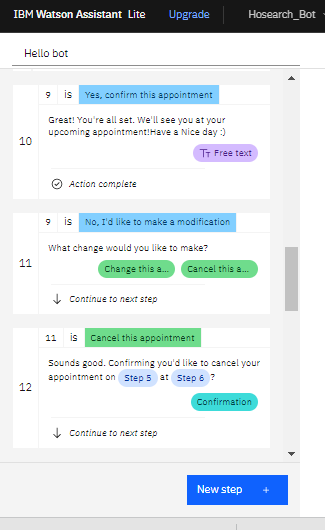 IBM Watson Assistant Lite Upgrade Hosearch_Bot
Hello bot
9 is Yes, confirm this appointment
10
Great! You're all set. We'll see you at your
upcoming appointment!Have a Nice day :)
Free text
Action complete
9 is No, I'd like to make a modification
11
What change would you like to make?
Change this a... Cancel this a...
Continue to next step
11 is Cancel this appointment
12
Sounds good. Confirming you'd like to cancel your
appointment on Step 5 at Step 6 ?
Confirmation
Continue to next step
New step +